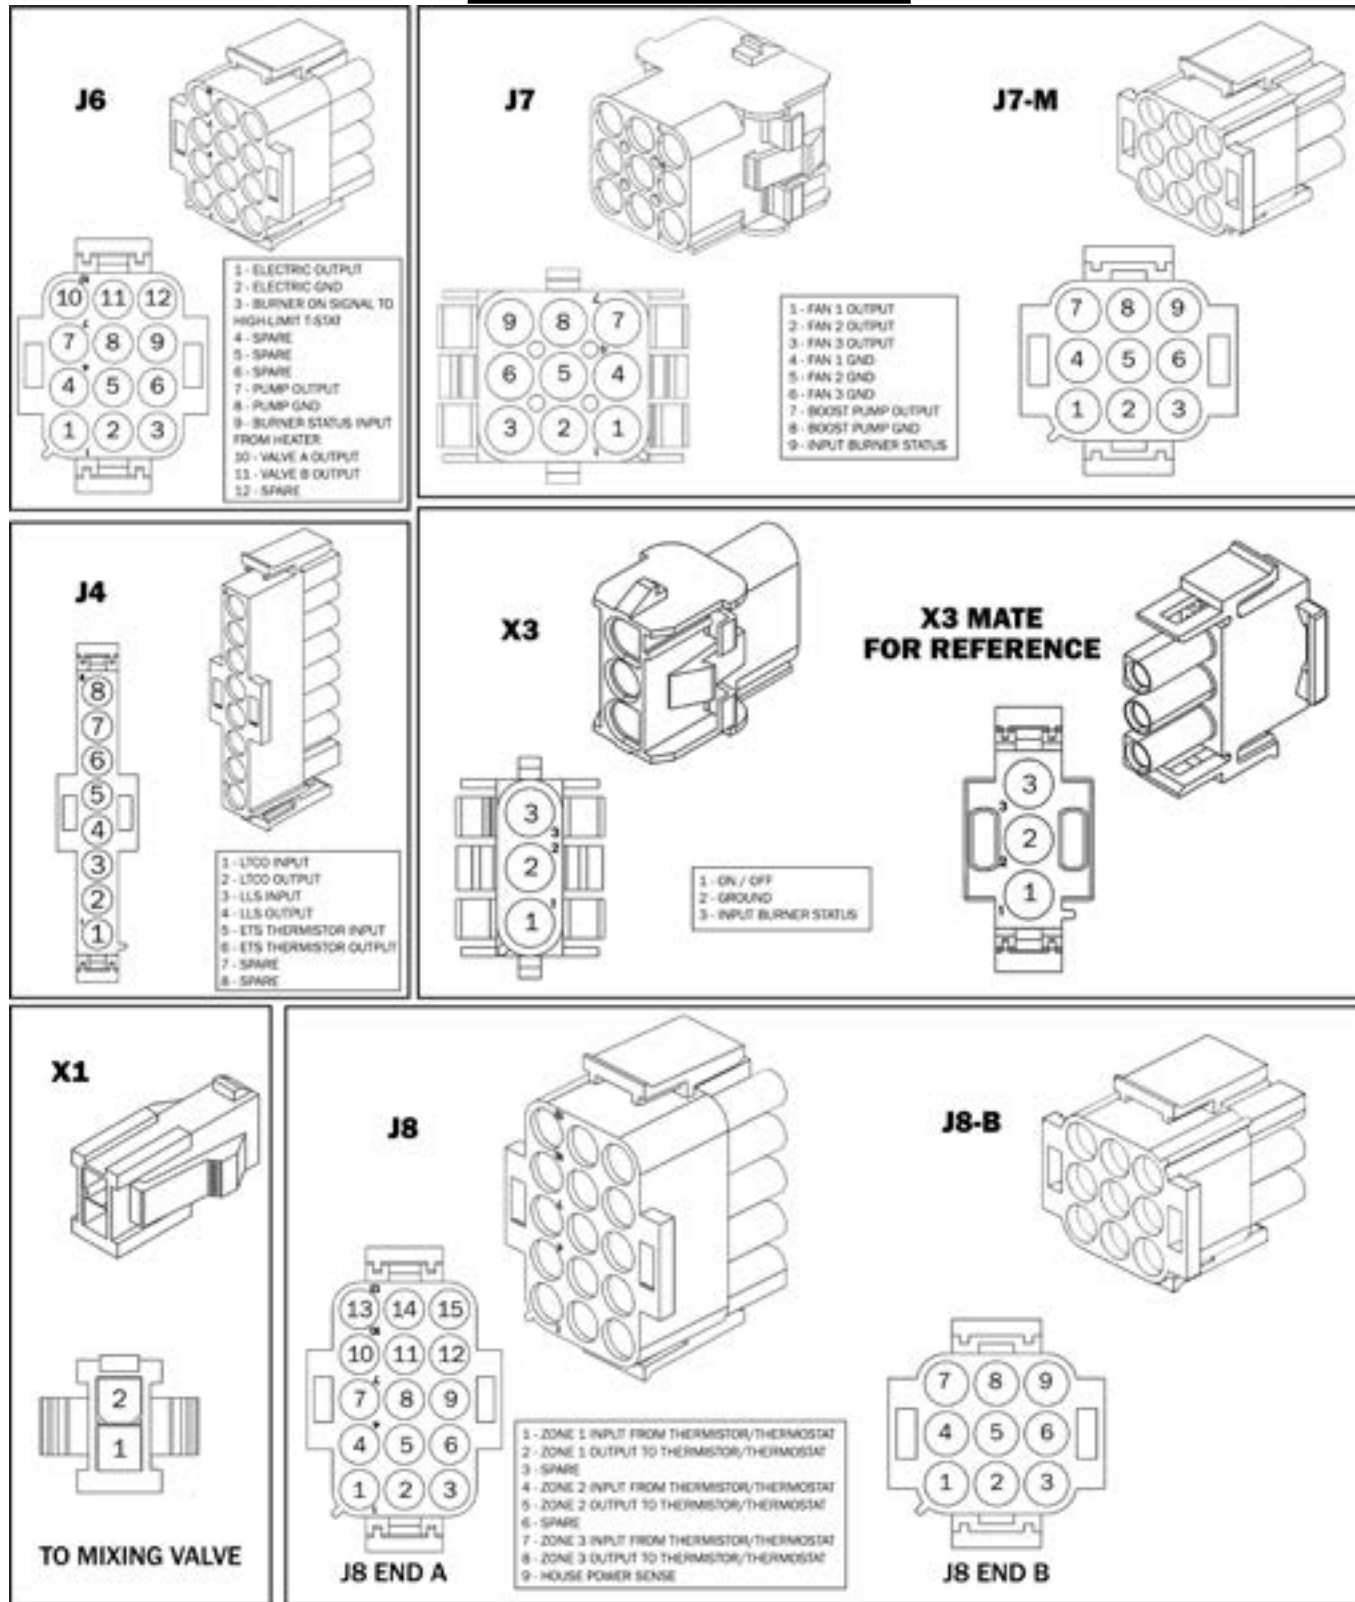 J6
10 11 12
7 8 9
4 5 6
1 2 3
1 - ELECTRIC OUTPUT
2 - ELECTRIC GND
3 - BURNER ON SIGNAL TO
HIGH-LIMIT T-STAT
4 - SPARE
5 - SPARE
6 - SPARE
7 - PUMP OUTPUT
8 - PUMP GND
9 - BURNER STATUS INPUT
FROM HEATER
10 - VALVE A OUTPUT
11 - VALVE B OUTPUT
12 - SPARE
J7
9 8 7
6 5 4
3 2 1
1 - FAN 1 OUTPUT
2 - FAN 2 OUTPUT
3 - FAN 3 OUTPUT
4 - FAN 1 GND
5 - FAN 2 GND
6 - FAN 3 GND
7 - BOOST PUMP OUTPUT
8 - BOOST PUMP GND
9 - INPUT BURNER STATUS
J7-M
7 8 9
4 5 6
1 2 3
J4
8
7
6
5
4
3
2
1
1 - LTCO INPUT
2 - LTCO OUTPUT
3 - LLS INPUT
4 - LLS OUTPUT
5 - ETS THERMISTOR INPUT
6 - ETS THERMISTOR OUTPUT
7 - SPARE
8 - SPARE
X3
3
3
2
2
1
1
1 - ON / OFF
2 - GROUND
3 - INPUT BURNER STATUS
X3 MATE
FOR REFERENCE
3
3
2
2
1
1
X1
2
1
TO MIXING VALVE
J8
13 14 15
10 11 12
7 8 9
4 5 6
1 2 3
J8 END A
1 - ZONE 1 INPUT FROM THERMISTOR/THERMOSTAT
2 - ZONE 1 OUTPUT TO THERMISTOR/THERMOSTAT
3 - SPARE
4 - ZONE 2 INPUT FROM THERMISTOR/THERMOSTAT
5 - ZONE 2 OUTPUT TO THERMISTOR/THERMOSTAT
6 - SPARE
7 - ZONE 3 INPUT FROM THERMISTOR/THERMOSTAT
8 - ZONE 3 OUTPUT TO THERMISTOR/THERMOSTAT
9 - HOUSE POWER SENSE
J8-B
7 8 9
4 5 6
1 2 3
J8 END B